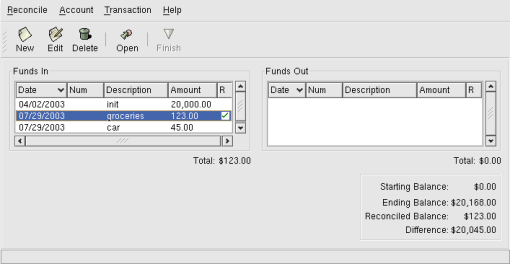 Reconcile Account Transaction Help
New Edit Delete Open Finish
Funds In Funds Out
Date Num Description Amount R Date Num Description Amount R
04/02/2003 init 20,000.00
07/29/2003 groceries 123.00
07/29/2003 car 45.00
Total: $123.00 Total: $0.00
Starting Balance: $0.00
Ending Balance: $20,168.00
Reconciled Balance: $123.00
Difference: $20,045.00